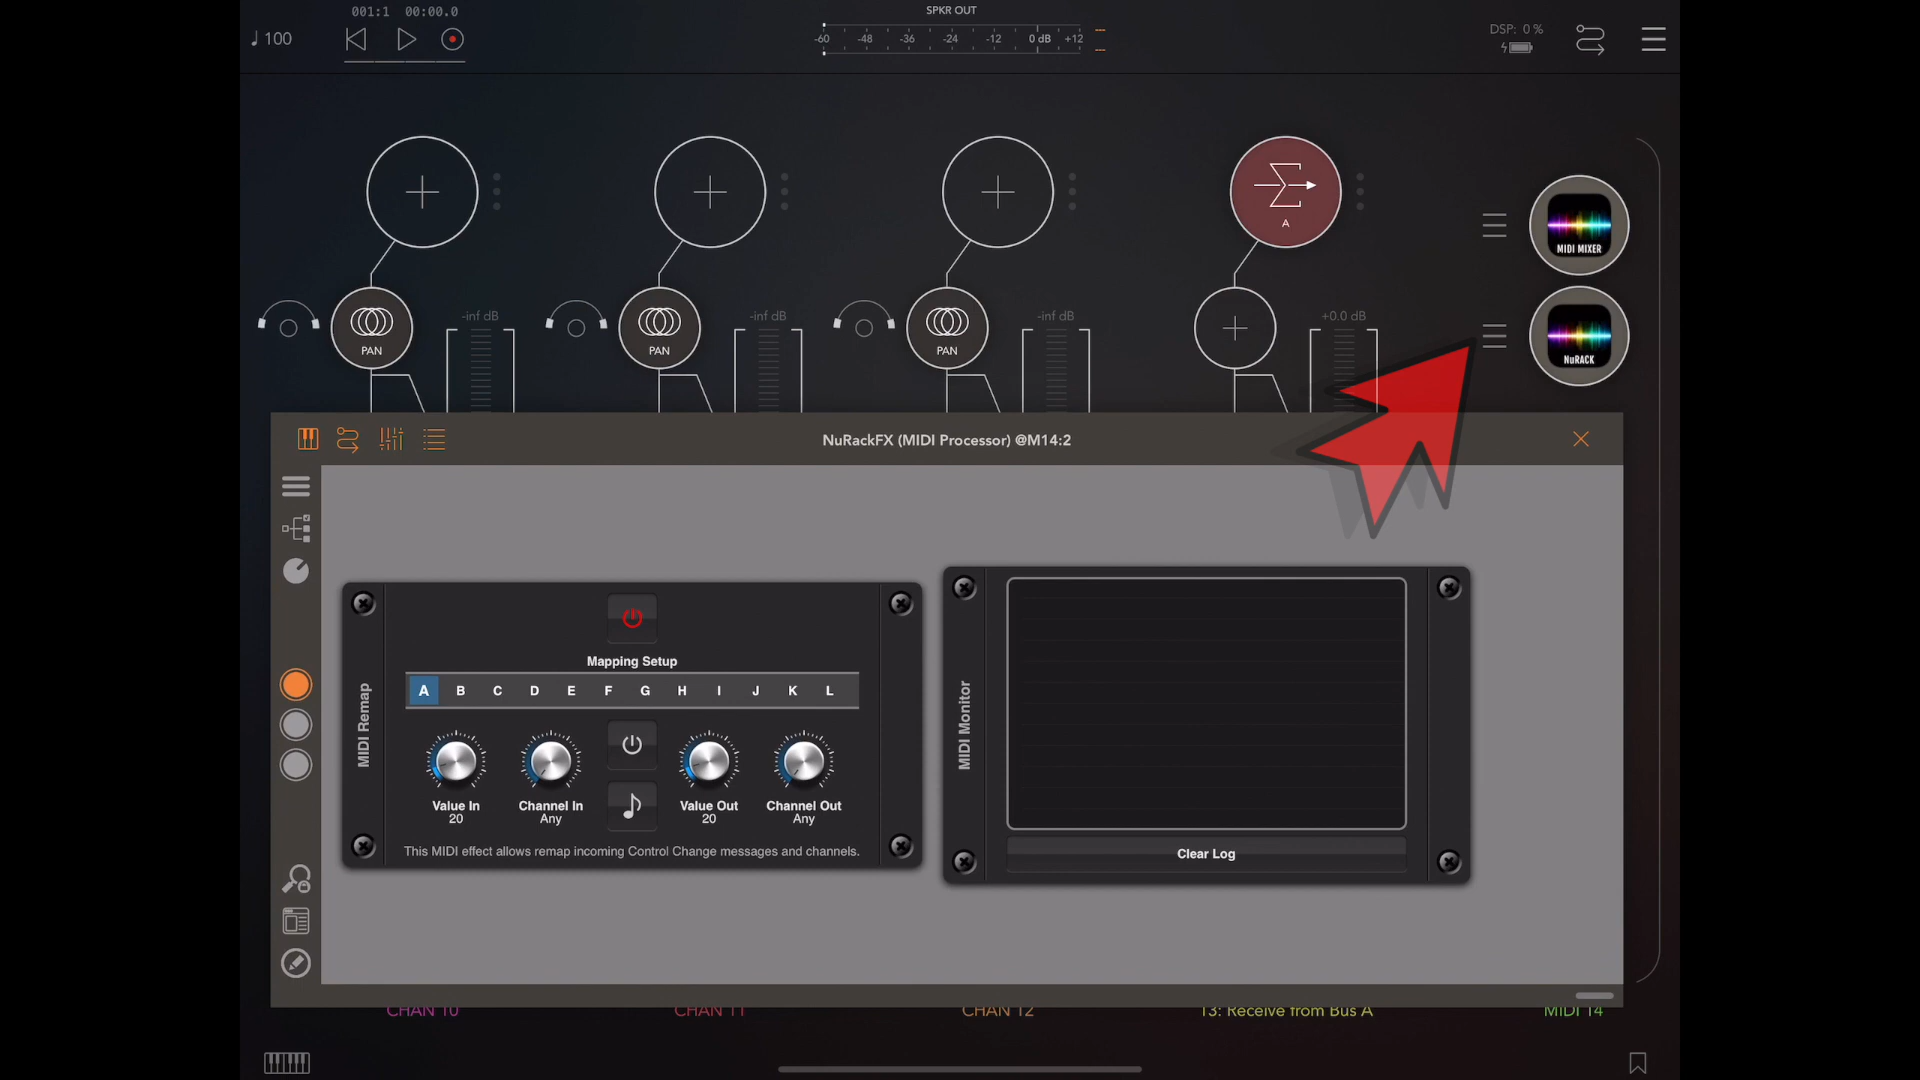 001:1 00:00.0
SPKR OUT
100
-60 -48 -36 -24 -12 0 dB +12
DSP: 0 %
A
MIDI MIXER
-inf dB
-inf dB
-inf dB
+0.0 dB
PAN
PAN
PAN
NuRACK
NuRackFX (MIDI Processor) @M14:2
MIDI Remap
Mapping Setup
A B C D E F G H I J K L
Value In
20
Channel In
Any
Value Out
20
Channel Out
Any
This MIDI effect allows remap incoming Control Change messages and channels.
MIDI Monitor
Clear Log
CHAN 10
CHAN 11
CHAN 12
13: Receive from Bus A
MIDI 14